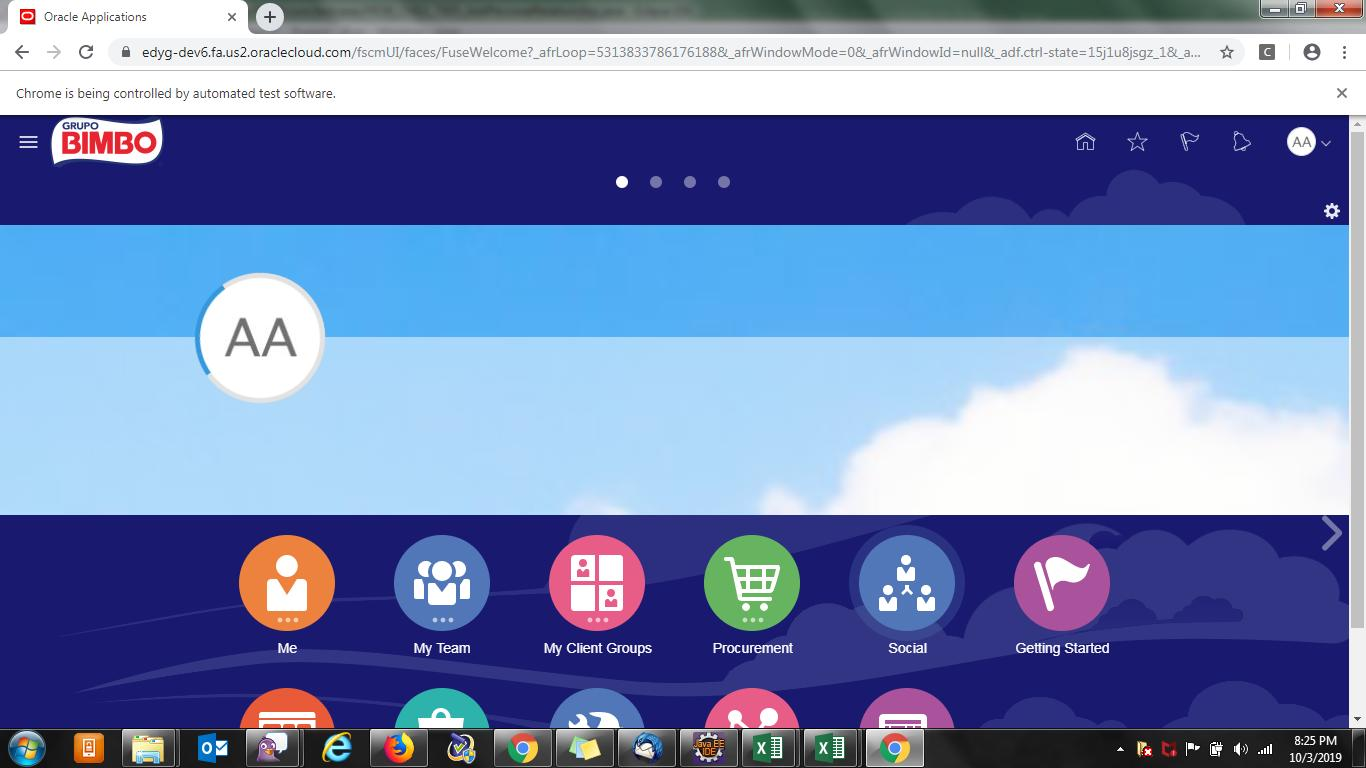 Oracle Applications
edyg-dev6.fa.us2.oraclecloud.com/fscmUI/faces/FuseWelcome?_afrLoop=5313833786176188&_afrWindowMode=0&_afrWindowId=null&_adf.ctrl-state=15j1u8jsgz_1&_a...
C
Chrome is being controlled by automated test software.
GRUPO
BIMBO
AA
AA
Me
My Team
My Client Groups
Procurement
Social
Getting Started
Java EE
IDE
8:25 PM
10/3/2019